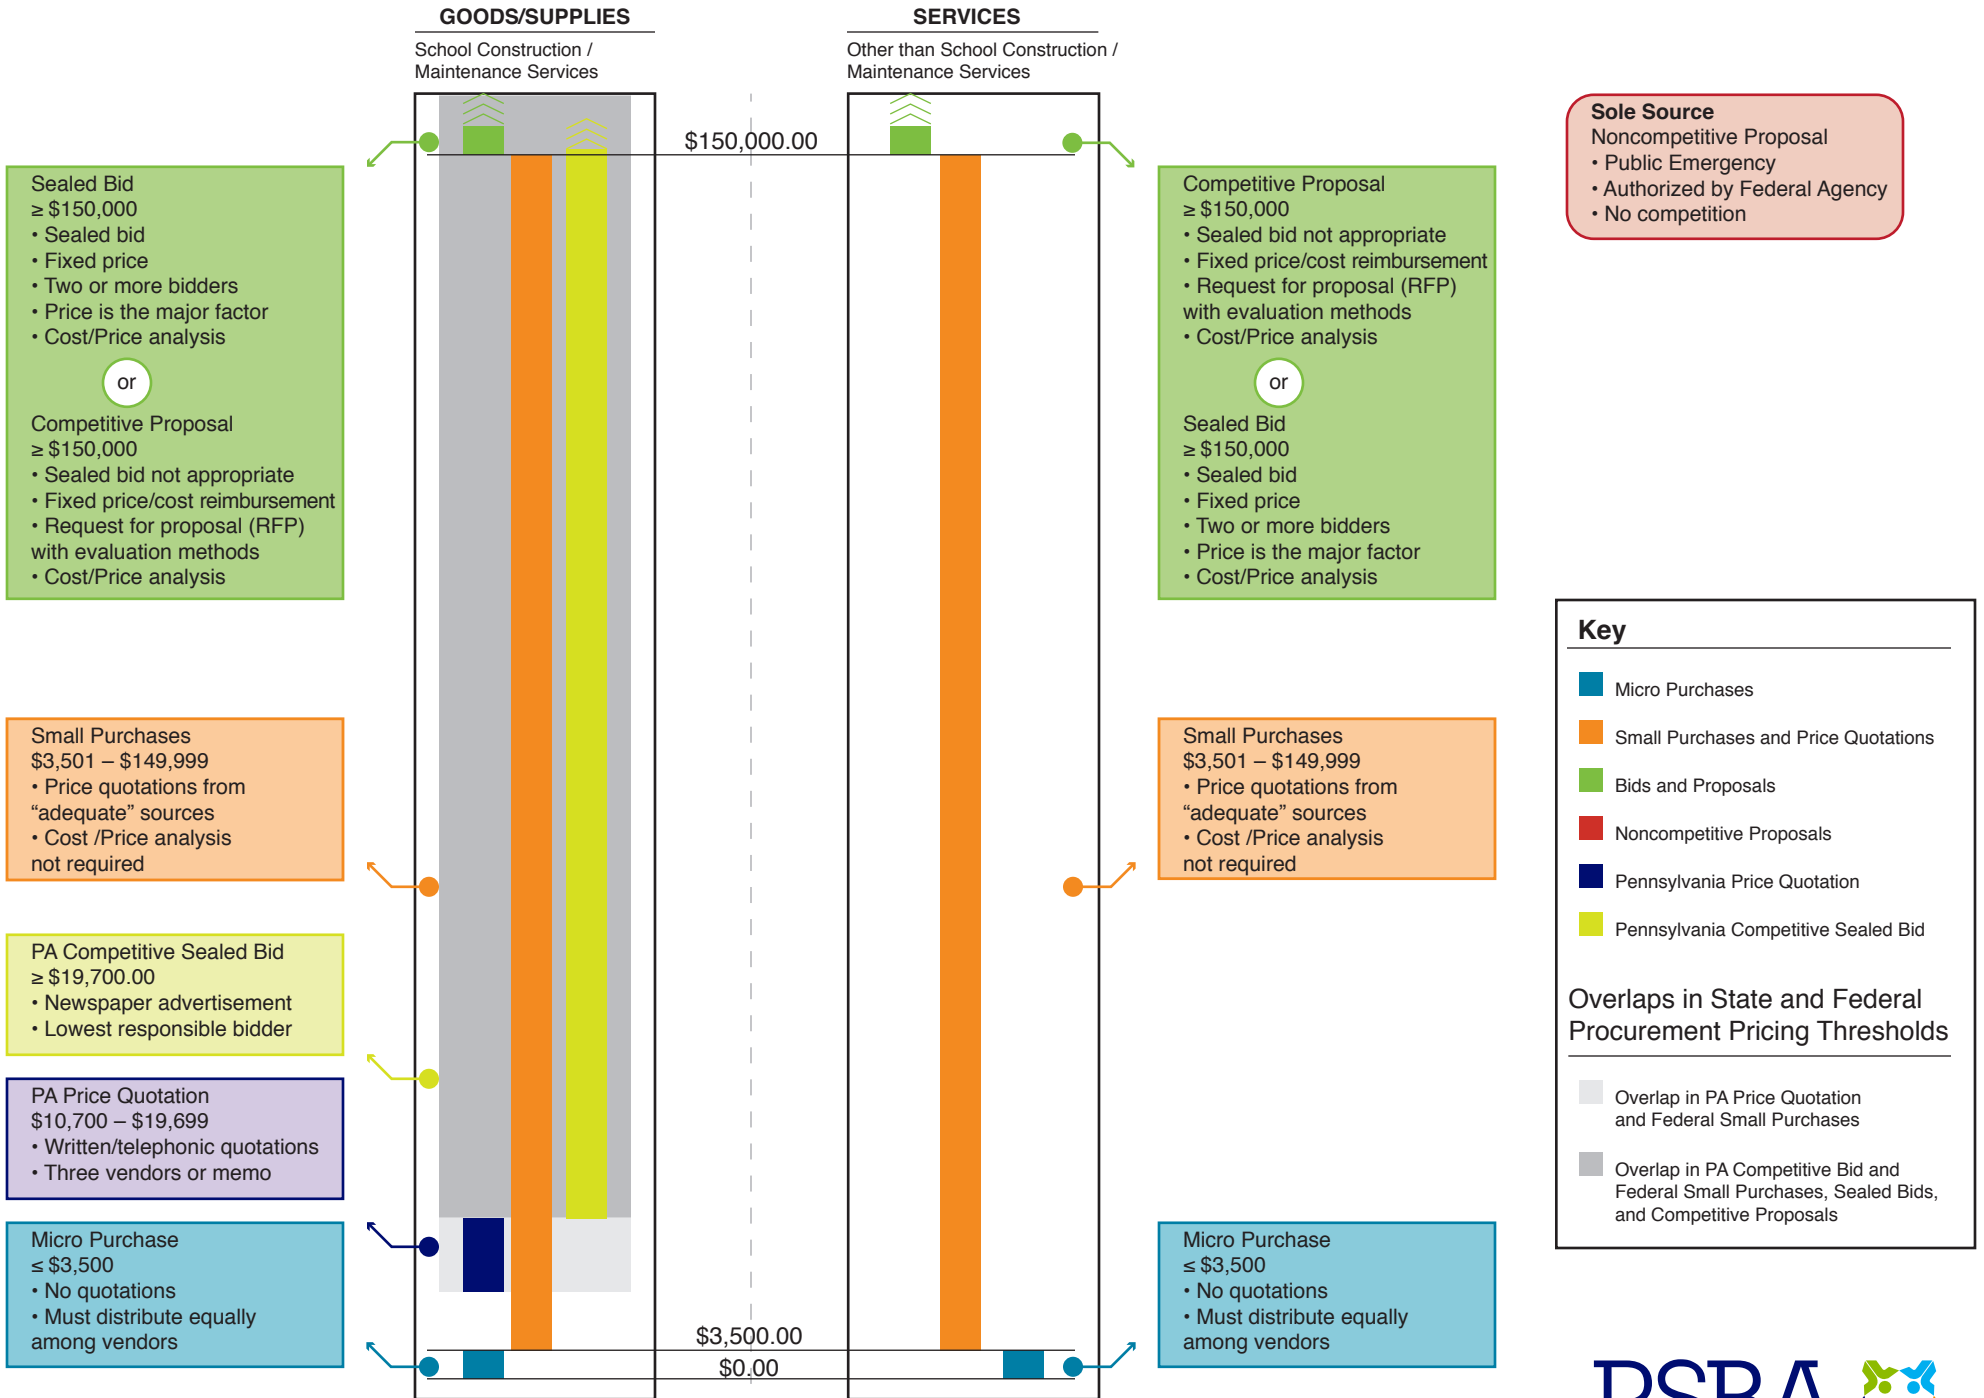 GOODS/SUPPLIES
School Construction /
Maintenance Services
SERVICES
Other than School Construction /
Maintenance Services
$150,000.00
$3,500.00
$0.00
Sealed Bid
≥ $150,000
• Sealed bid
• Fixed price
• Two or more bidders
• Price is the major factor
• Cost/Price analysis
or
Competitive Proposal
≥ $150,000
• Sealed bid not appropriate
• Fixed price/cost reimbursement
• Request for proposal (RFP)
with evaluation methods
• Cost/Price analysis
Small Purchases
$3,501 – $149,999
• Price quotations from
“adequate” sources
• Cost /Price analysis
not required
PA Competitive Sealed Bid
≥ $19,700.00
• Newspaper advertisement
• Lowest responsible bidder
PA Price Quotation
$10,700 – $19,699
• Written/telephonic quotations
• Three vendors or memo
Micro Purchase
≤ $3,500
• No quotations
• Must distribute equally
among vendors
Competitive Proposal
≥ $150,000
• Sealed bid not appropriate
• Fixed price/cost reimbursement
• Request for proposal (RFP)
with evaluation methods
• Cost/Price analysis
or
Sealed Bid
≥ $150,000
• Sealed bid
• Fixed price
• Two or more bidders
• Price is the major factor
• Cost/Price analysis
Small Purchases
$3,501 – $149,999
• Price quotations from
“adequate” sources
• Cost /Price analysis
not required
Micro Purchase
≤ $3,500
• No quotations
• Must distribute equally
among vendors
Sole Source
Noncompetitive Proposal
• Public Emergency
• Authorized by Federal Agency
• No competition
Key
Micro Purchases
Small Purchases and Price Quotations
Bids and Proposals
Noncompetitive Proposals
Pennsylvania Price Quotation
Pennsylvania Competitive Sealed Bid
Overlaps in State and Federal
Procurement Pricing Thresholds
Overlap in PA Price Quotation
and Federal Small Purchases
Overlap in PA Competitive Bid and
Federal Small Purchases, Sealed Bids,
and Competitive Proposals
PSBA